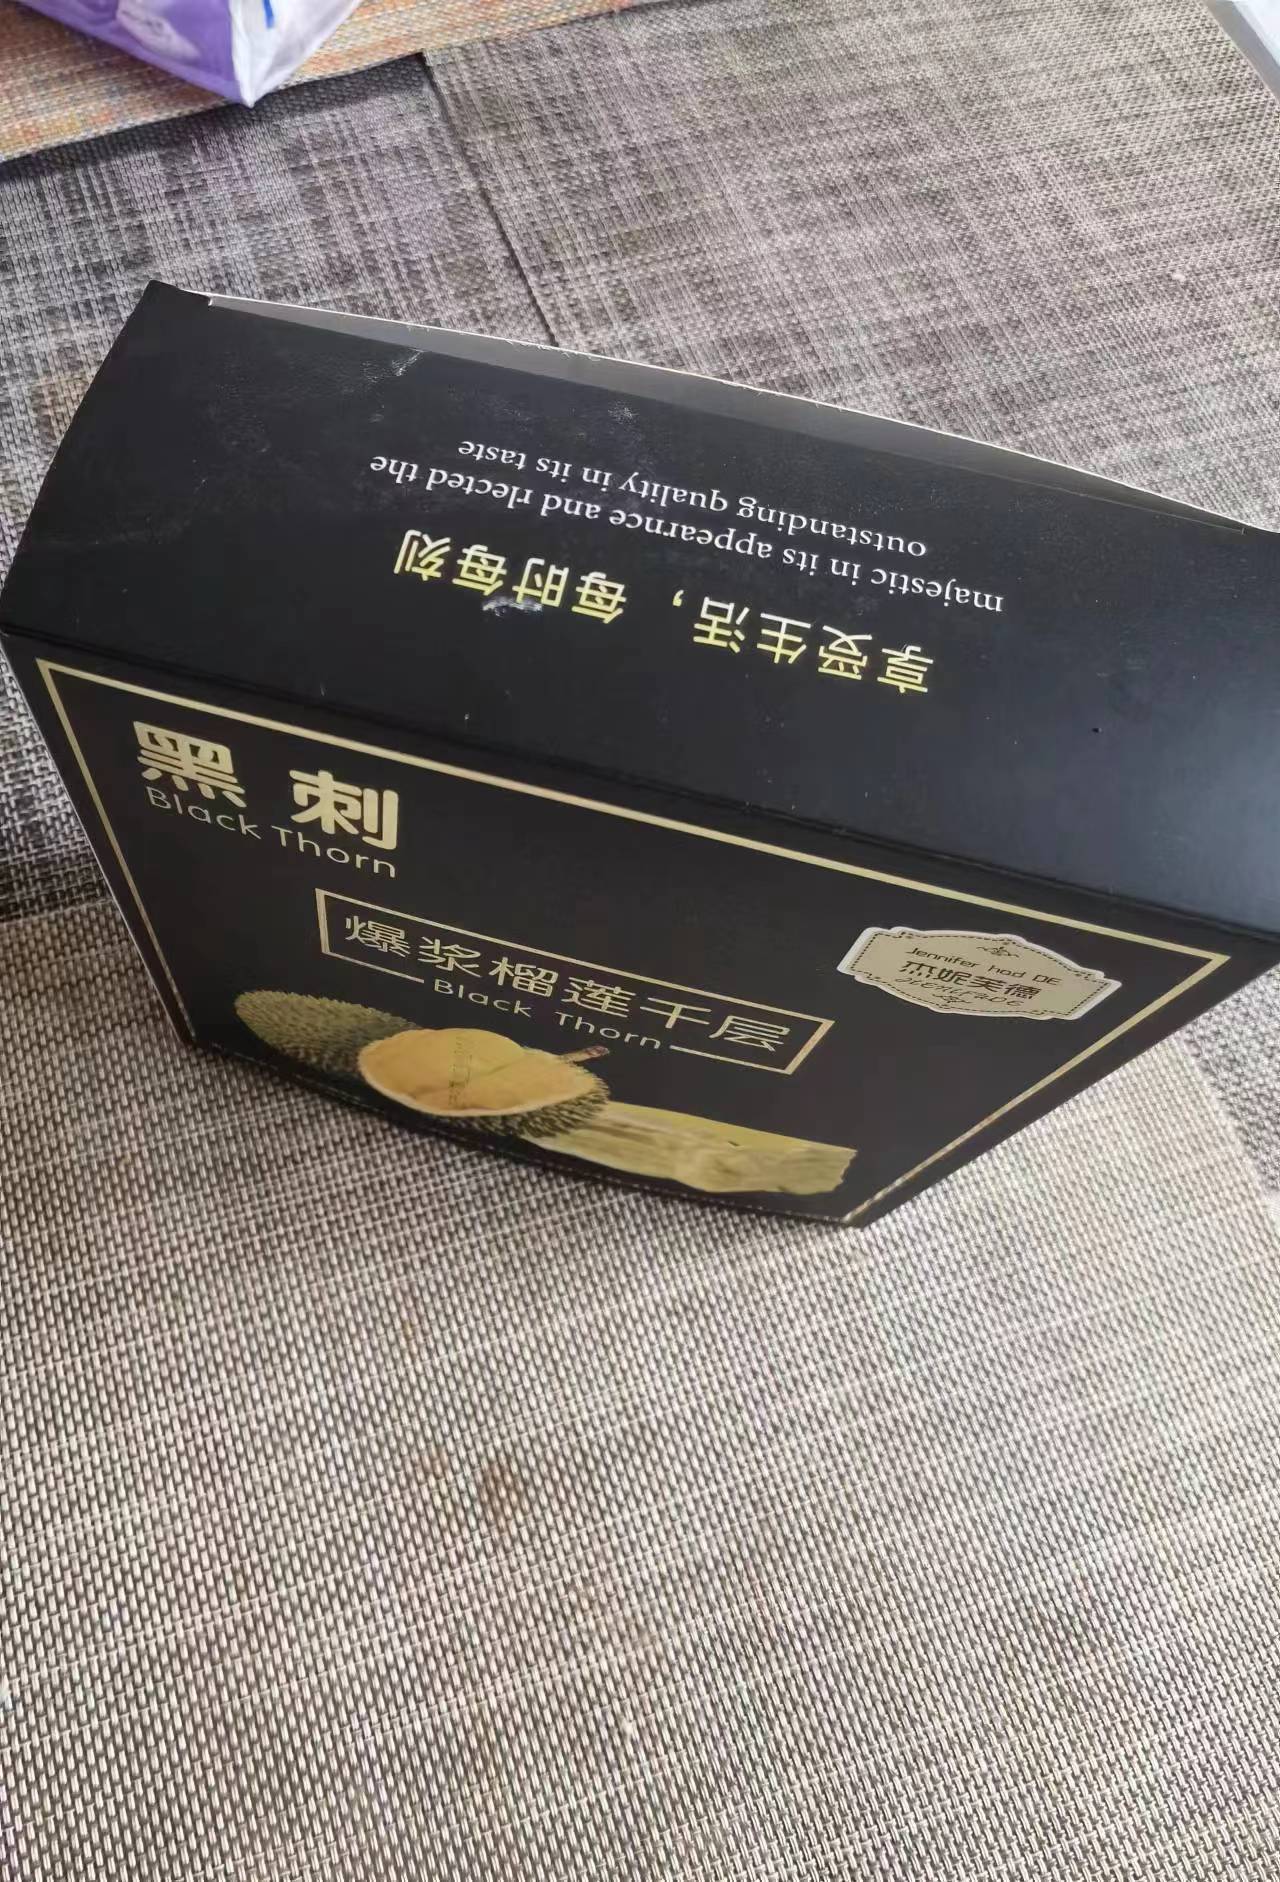 享受生活，每时每刻
majestic in its appearnce and rlected the
outstanding quality in its taste
黑刺
Black Thorn
爆浆榴莲千层
Black Thorn
Jennifer had DE
杰妮芙德